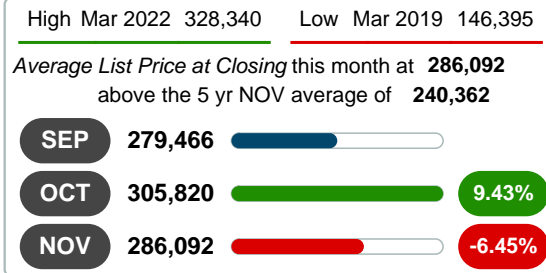 High Mar 2022 328,340 Low Mar 2019 146,395
Average List Price at Closing this month at 286,092
above the 5 yr NOV average of 240,362
SEP 279,466
OCT 305,820 9.43%
NOV 286,092 -6.45%